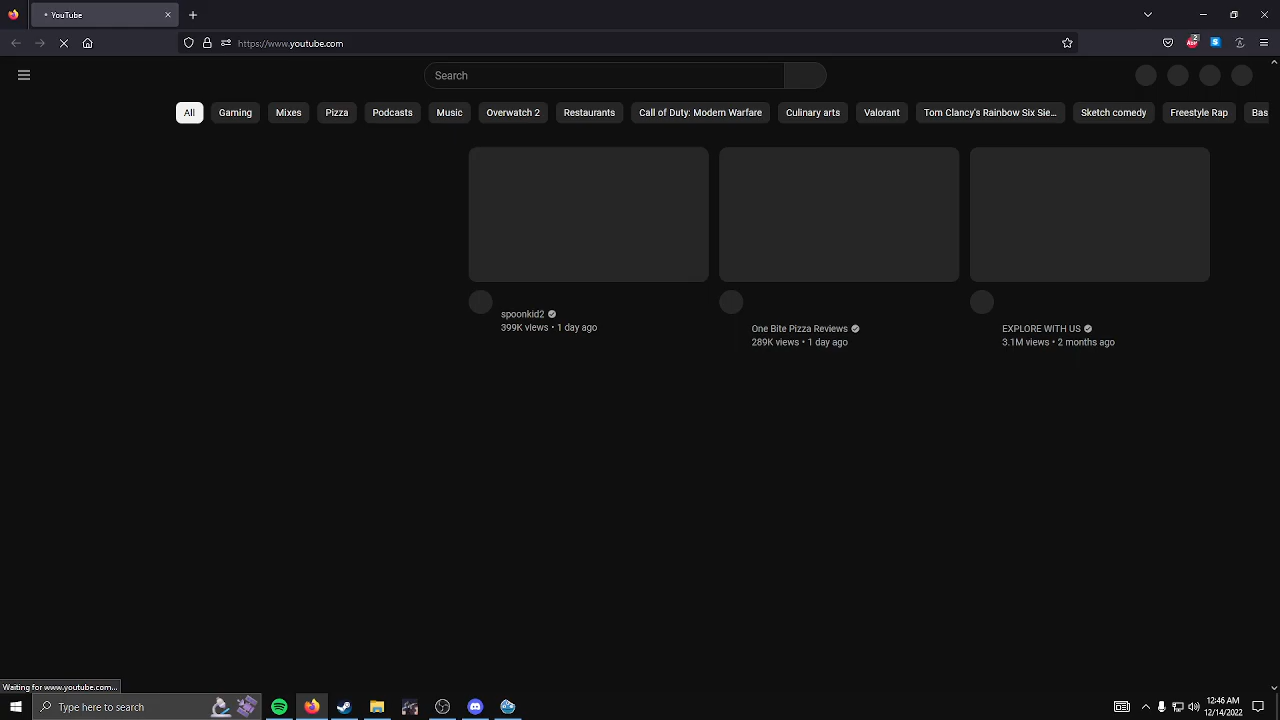 YouTube
https://www.youtube.com
2
Search
All
Gaming
Mixes
Pizza
Podcasts
Music
Overwatch 2
Restaurants
Call of Duty: Modern Warfare
Culinary arts
Valorant
Tom Clancy's Rainbow Six Sie...
Sketch comedy
Freestyle Rap
Bas
spoonkid2
399K views • 1 day ago
One Bite Pizza Reviews
289K views • 1 day ago
EXPLORE WITH US
3.1M views • 2 months ago
Waiting for www.youtube.com...
Type here to search
12:46 AM
12/14/2022